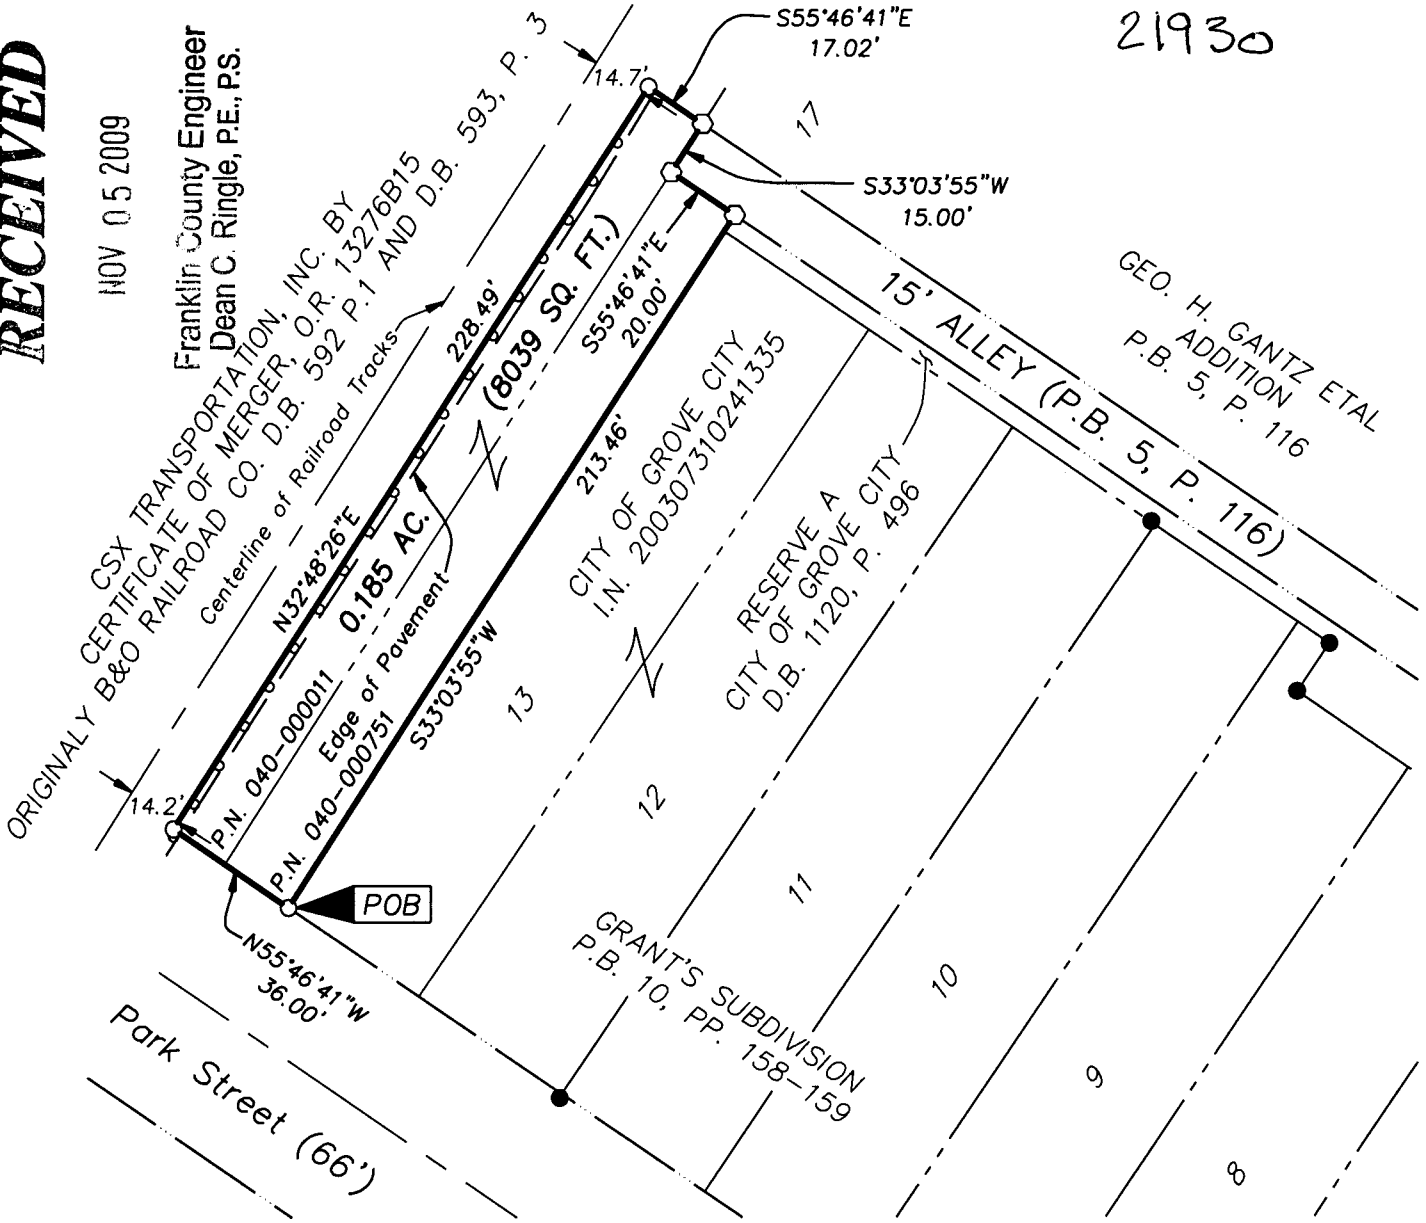 RECEIVED
NOV 05 2009
Franklin County Engineer
Dean C. Ringle, P.E., P.S.
21930
S55°46'41"E
17.02'
14.7'
17
S33°03'55"W
15.00'
CSX TRANSPORTATION, INC. BY
CERTIFICATE OF MERGER, O.R. 13276B15
ORIGINALY B&O RAILROAD CO. D.B. 592 P.1 AND D.B. 593, P. 3
Centerline of Railroad Tracks
N32°48'26"E
228.49'
0.185 AC.
(8039 SQ. FT.)
S55°46'41"E
20.00'
Edge of Pavement
P.N. 040-000011
P.N. 040-000751
S33°03'55"W
213.46'
14.2'
POB
N55°46'41"W
36.00'
Park Street (66')
15' ALLEY (P.B. 5, P. 116)
GEO. H. GANTZ ETAL
ADDITION
P.B. 5, P. 116
CITY OF GROVE CITY
I.N. 200307310241335
RESERVE A
CITY OF GROVE CITY
D.B. 1120, P. 496
13
12
11
10
9
8
GRANT'S SUBDIVISION
P.B. 10, PP. 158-159